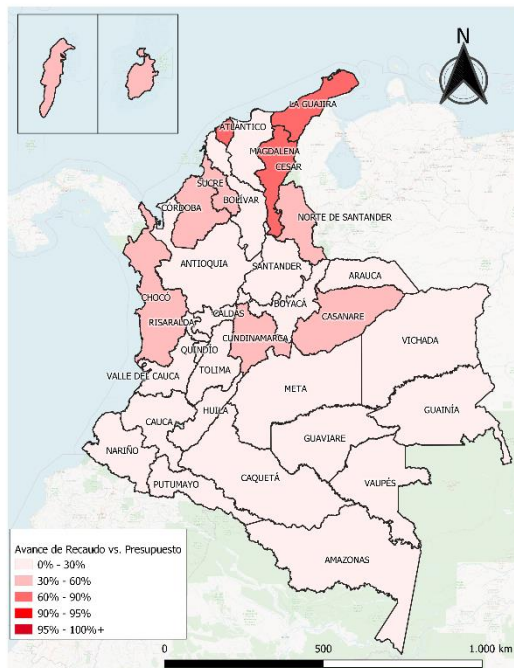 N
LA GUAJIRA
ATLÁNTICO
MAGDALENA
CESAR
SUCRE
BOLÍVAR
CÓRDOBA
NORTE DE SANTANDER
ANTIOQUIA
SANTANDER
ARAUCA
CHOCÓ
BOYACÁ
CALDAS
CASANARE
RISARALDA
CUNDINAMARCA
VICHADA
QUINDÍO
VALLE DEL CAUCA
TOLIMA
META
GUAINÍA
CAUCA
HUILA
GUAVIARE
NARIÑO
CAQUETÁ
VAUPÉS
PUTUMAYO
AMAZONAS
Avance de Recaudo vs. Presupuesto
0% - 30%
30% - 60%
60% - 90%
90% - 95%
95% - 100%+
0 500 1.000 km